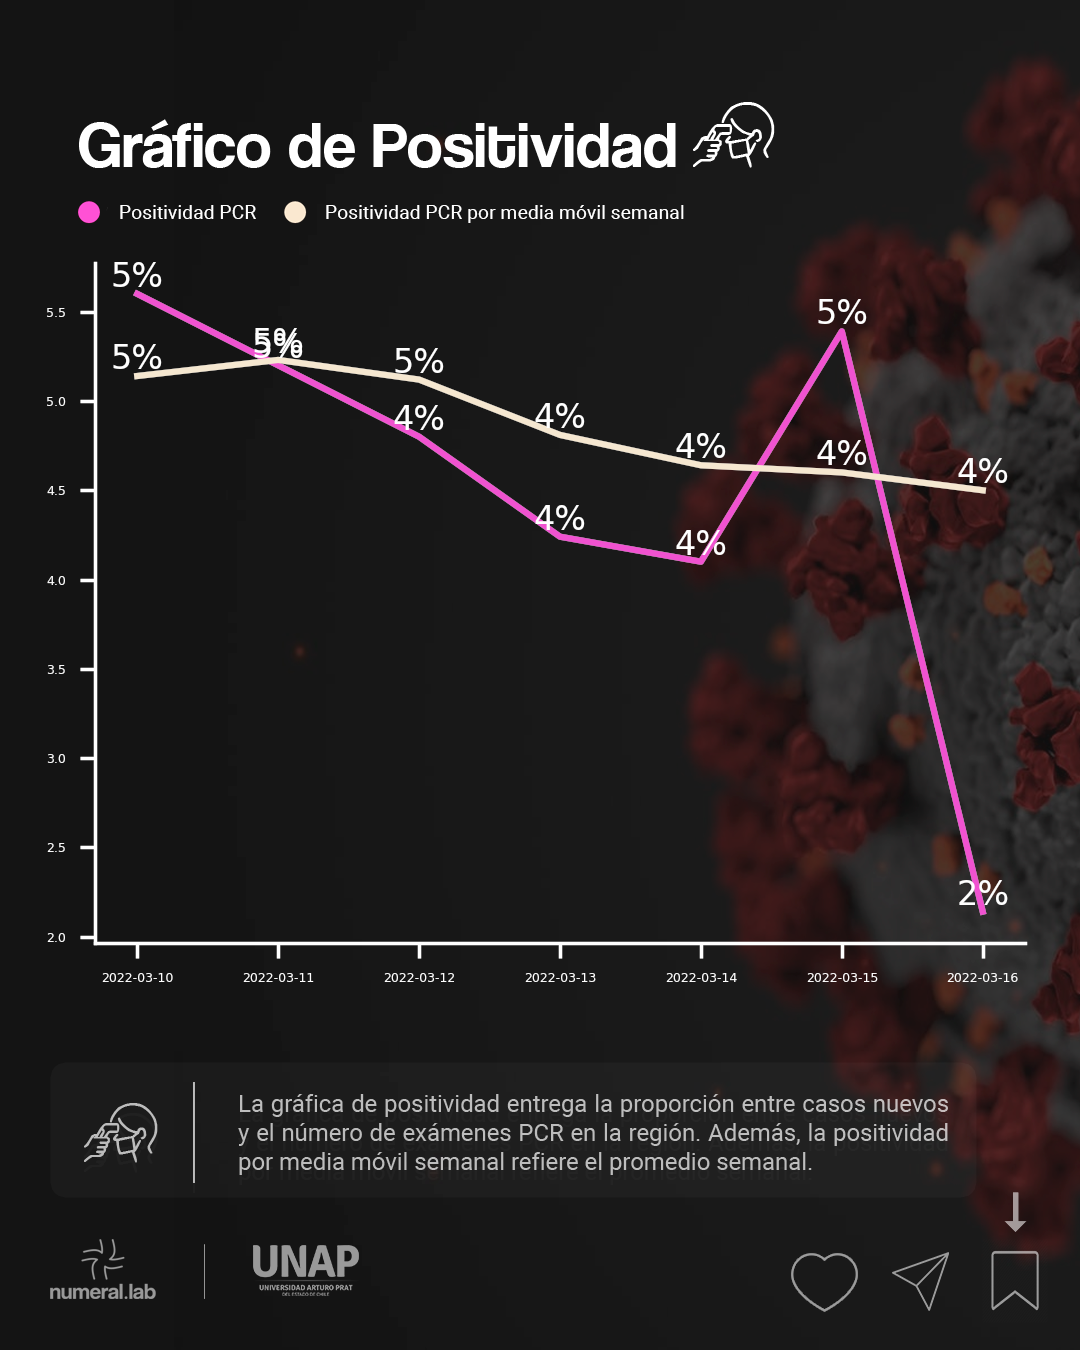 Gráfico de Positividad
Positividad PCR
Positividad PCR por media móvil semanal
5%
5%
5%
5%
5%
4%
4%
4%
4%
4%
5%
4%
4%
2%
5.5
5.0
4.5
4.0
3.5
3.0
2.5
2.0
2022-03-10
2022-03-11
2022-03-12
2022-03-13
2022-03-14
2022-03-15
2022-03-16
La gráfica de positividad entrega la proporción entre casos nuevos
y el número de exámenes PCR en la región. Además, la positividad
por media móvil semanal refiere el promedio semanal.
numeral.lab
UNAP
UNIVERSIDAD ARTURO PRAT
DEL ESTADO DE CHILE